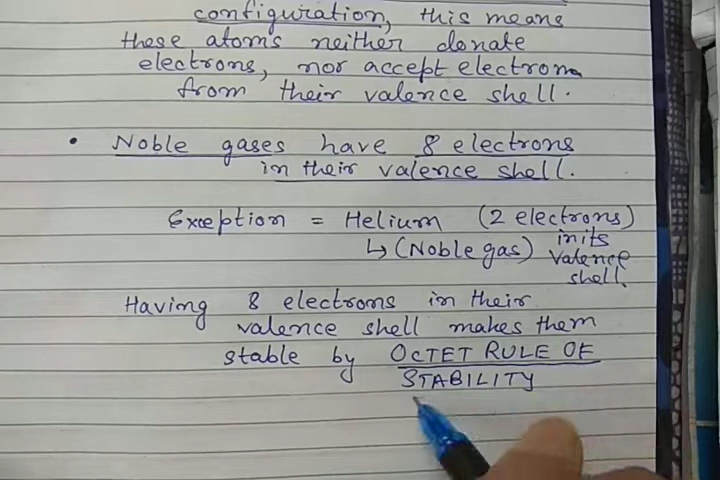 configuration, this means
these atoms neither donate
electrons, nor accept electron
from their valence shell.
• Noble gases have 8 electrons
in their valence shell.
Exception = Helium (2 electrons)
↳ (Noble gas) in its
valence
shell.
Having 8 electrons in their
valence shell makes them
stable by OCTET RULE OF
STABILITY